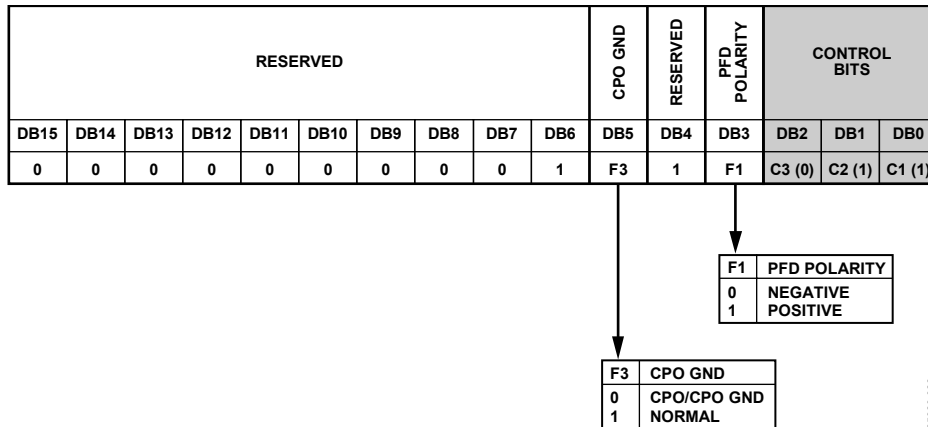 RESERVED
CPO GND
RESERVED
PFD
POLARITY
CONTROL
BITS
DB15 DB14 DB13 DB12 DB11 DB10 DB9 DB8 DB7 DB6 DB5 DB4 DB3 DB2 DB1 DB0
0 0 0 0 0 0 0 0 0 1 F3 1 F1 C3 (0) C2 (1) C1 (1)
F1 PFD POLARITY
0 NEGATIVE
1 POSITIVE
F3 CPO GND
0 CPO/CPO GND
1 NORMAL